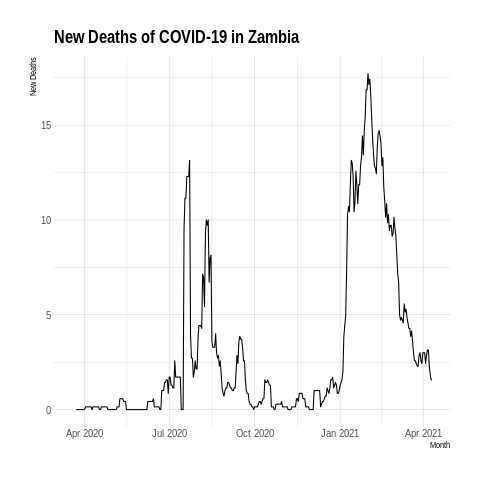 New Deaths of COVID-19 in Zambia
New Deaths
15
10
5
0
Apr 2020 Jul 2020 Oct 2020 Jan 2021 Apr 2021
Month